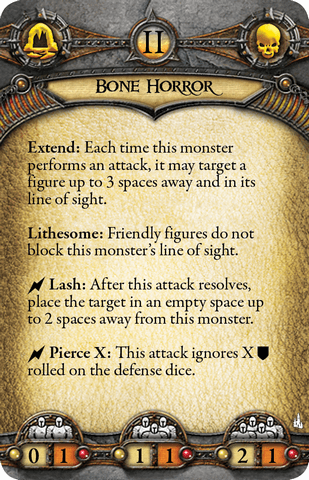 II
BONE HORROR
Extend: Each time this monster
performs an attack, it may target a
figure up to 3 spaces away and in its
line of sight.
Lithesome: Friendly figures do not
block this monster's line of sight.
Lash: After this attack resolves,
place the target in an empty space up
to 2 spaces away from this monster.
Pierce X: This attack ignores X
rolled on the defense dice.
0 1 1 1 2 1